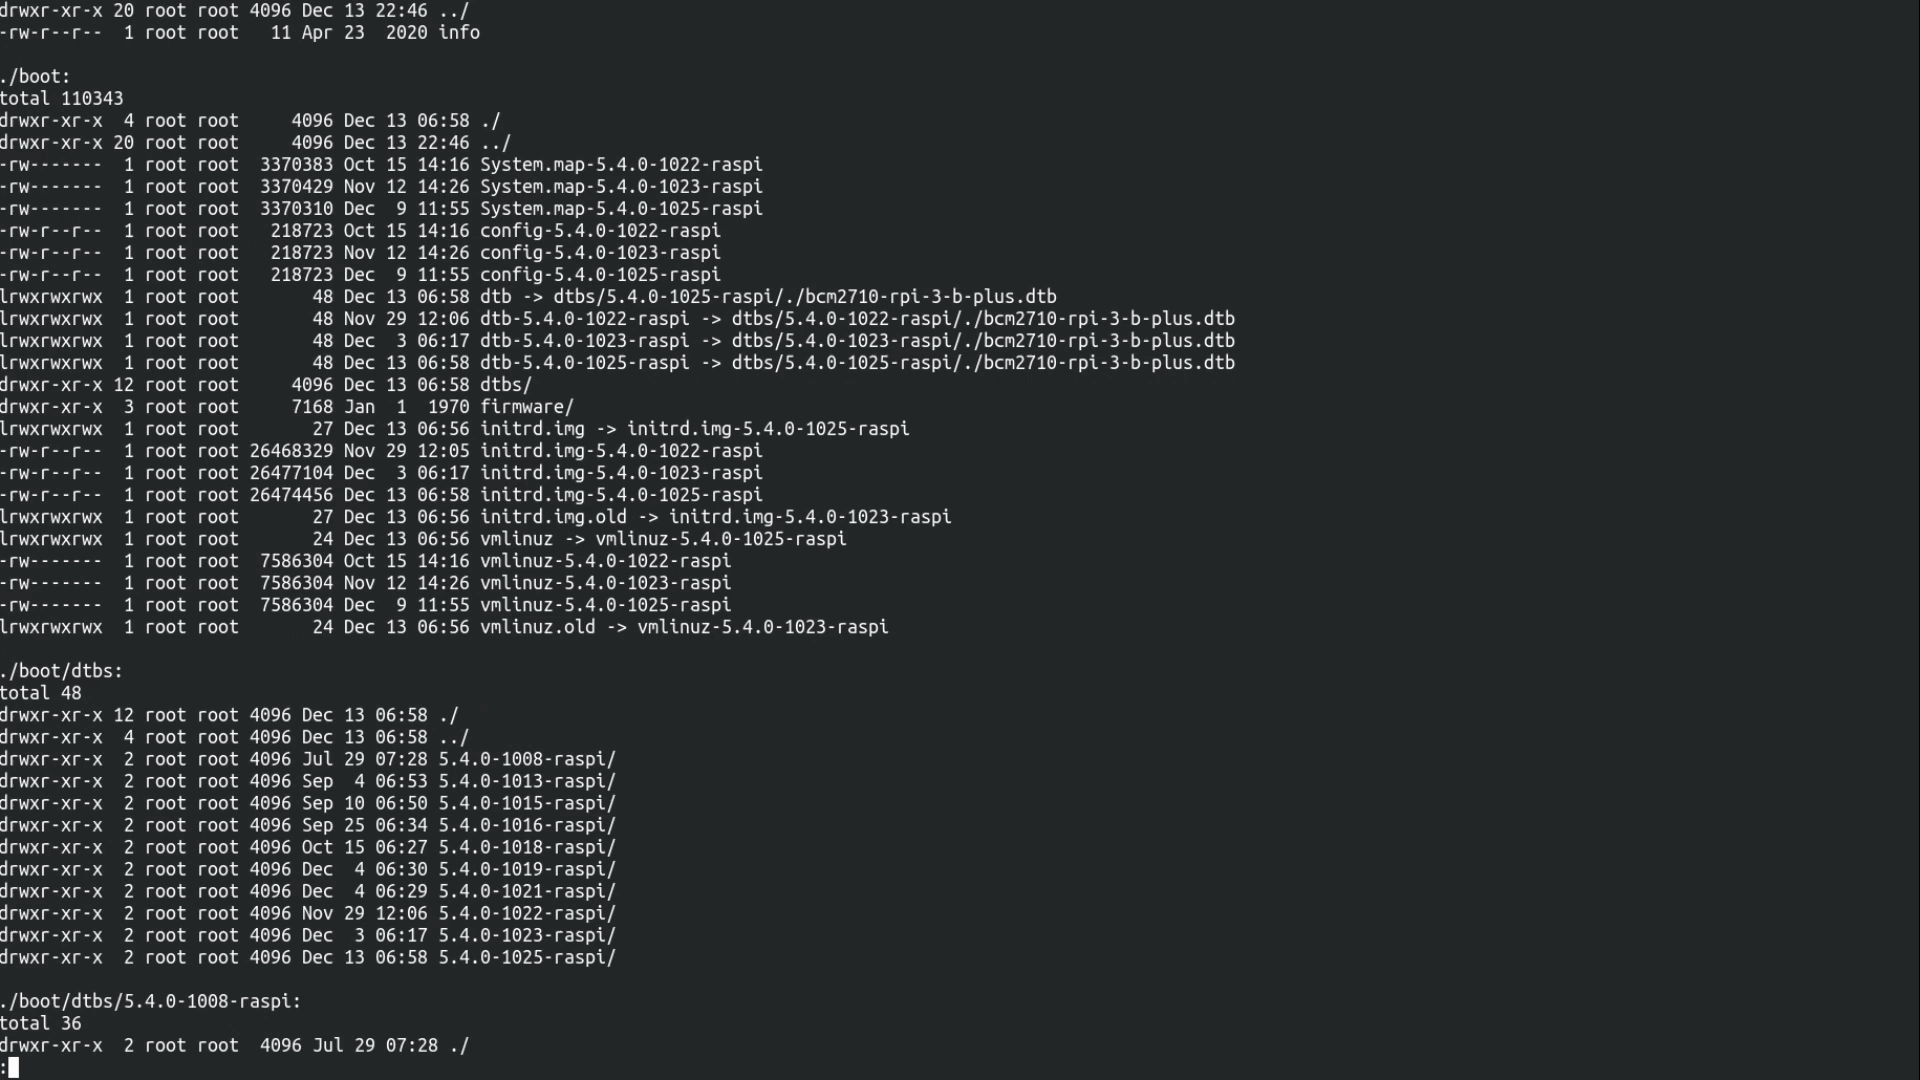 drwxr-xr-x 20 root root 4096 Dec 13 22:46 ../
-rw-r--r--  1 root root   11 Apr 23  2020 info

./boot:
total 110343
drwxr-xr-x  4 root root     4096 Dec 13 06:58 ./
drwxr-xr-x 20 root root     4096 Dec 13 22:46 ../
-rw-------  1 root root  3370383 Oct 15 14:16 System.map-5.4.0-1022-raspi
-rw-------  1 root root  3370429 Nov 12 14:26 System.map-5.4.0-1023-raspi
-rw-------  1 root root  3370310 Dec  9 11:55 System.map-5.4.0-1025-raspi
-rw-r--r--  1 root root   218723 Oct 15 14:16 config-5.4.0-1022-raspi
-rw-r--r--  1 root root   218723 Nov 12 14:26 config-5.4.0-1023-raspi
-rw-r--r--  1 root root   218723 Dec  9 11:55 config-5.4.0-1025-raspi
lrwxrwxrwx  1 root root       48 Dec 13 06:58 dtb -> dtbs/5.4.0-1025-raspi/./bcm2710-rpi-3-b-plus.dtb
lrwxrwxrwx  1 root root       48 Nov 29 12:06 dtb-5.4.0-1022-raspi -> dtbs/5.4.0-1022-raspi/./bcm2710-rpi-3-b-plus.dtb
lrwxrwxrwx  1 root root       48 Dec  3 06:17 dtb-5.4.0-1023-raspi -> dtbs/5.4.0-1023-raspi/./bcm2710-rpi-3-b-plus.dtb
lrwxrwxrwx  1 root root       48 Dec 13 06:58 dtb-5.4.0-1025-raspi -> dtbs/5.4.0-1025-raspi/./bcm2710-rpi-3-b-plus.dtb
drwxr-xr-x 12 root root     4096 Dec 13 06:58 dtbs/
drwxr-xr-x  3 root root     7168 Jan  1  1970 firmware/
lrwxrwxrwx  1 root root       27 Dec 13 06:56 initrd.img -> initrd.img-5.4.0-1025-raspi
-rw-r--r--  1 root root 26468329 Nov 29 12:05 initrd.img-5.4.0-1022-raspi
-rw-r--r--  1 root root 26477104 Dec  3 06:17 initrd.img-5.4.0-1023-raspi
-rw-r--r--  1 root root 26474456 Dec 13 06:58 initrd.img-5.4.0-1025-raspi
lrwxrwxrwx  1 root root       27 Dec 13 06:56 initrd.img.old -> initrd.img-5.4.0-1023-raspi
lrwxrwxrwx  1 root root       24 Dec 13 06:56 vmlinuz -> vmlinuz-5.4.0-1025-raspi
-rw-------  1 root root  7586304 Oct 15 14:16 vmlinuz-5.4.0-1022-raspi
-rw-------  1 root root  7586304 Nov 12 14:26 vmlinuz-5.4.0-1023-raspi
-rw-------  1 root root  7586304 Dec  9 11:55 vmlinuz-5.4.0-1025-raspi
lrwxrwxrwx  1 root root       24 Dec 13 06:56 vmlinuz.old -> vmlinuz-5.4.0-1023-raspi

./boot/dtbs:
total 48
drwxr-xr-x 12 root root 4096 Dec 13 06:58 ./
drwxr-xr-x  4 root root 4096 Dec 13 06:58 ../
drwxr-xr-x  2 root root 4096 Jul 29 07:28 5.4.0-1008-raspi/
drwxr-xr-x  2 root root 4096 Sep  4 06:53 5.4.0-1013-raspi/
drwxr-xr-x  2 root root 4096 Sep 10 06:50 5.4.0-1015-raspi/
drwxr-xr-x  2 root root 4096 Sep 25 06:34 5.4.0-1016-raspi/
drwxr-xr-x  2 root root 4096 Oct 15 06:27 5.4.0-1018-raspi/
drwxr-xr-x  2 root root 4096 Dec  4 06:30 5.4.0-1019-raspi/
drwxr-xr-x  2 root root 4096 Dec  4 06:29 5.4.0-1021-raspi/
drwxr-xr-x  2 root root 4096 Nov 29 12:06 5.4.0-1022-raspi/
drwxr-xr-x  2 root root 4096 Dec  3 06:17 5.4.0-1023-raspi/
drwxr-xr-x  2 root root 4096 Dec 13 06:58 5.4.0-1025-raspi/

./boot/dtbs/5.4.0-1008-raspi:
total 36
drwxr-xr-x  2 root root  4096 Jul 29 07:28 ./
: